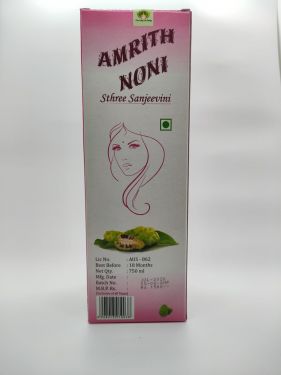 AMRITH
NONI
Sthree Sanjeevini
Lic No. : AUS-862
Best Before : 18 Months
Net Qty. : 750 ml
Mfg. Date :
Batch No. :
M.R.P. Rs. :